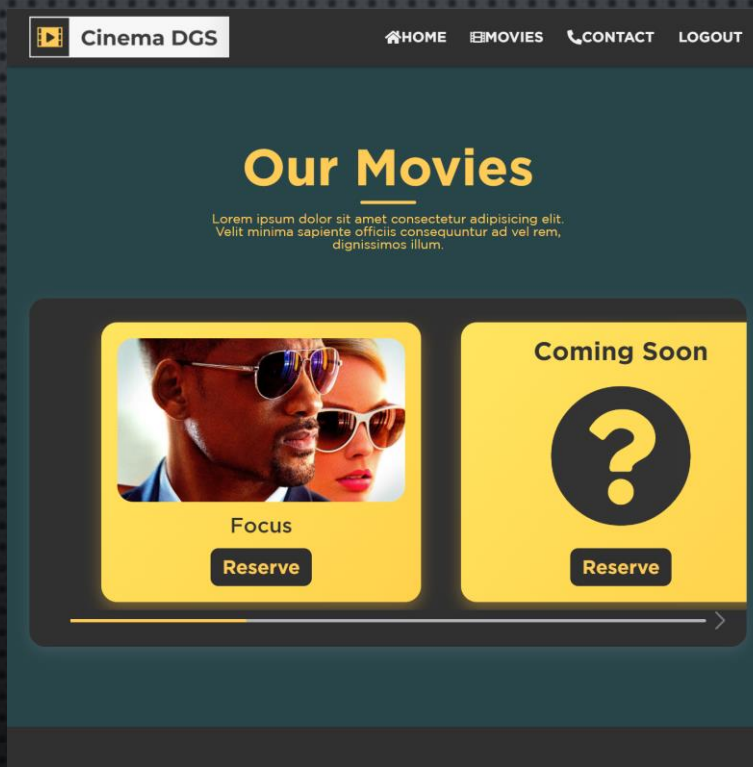 Cinema DGS
HOME MOVIES CONTACT LOGOUT
Our Movies
Lorem ipsum dolor sit amet consectetur adipisicing elit.
Velit minima sapiente officiis consequuntur ad vel rem,
dignissimos illum.
Focus
Reserve
Coming Soon
?
Reserve